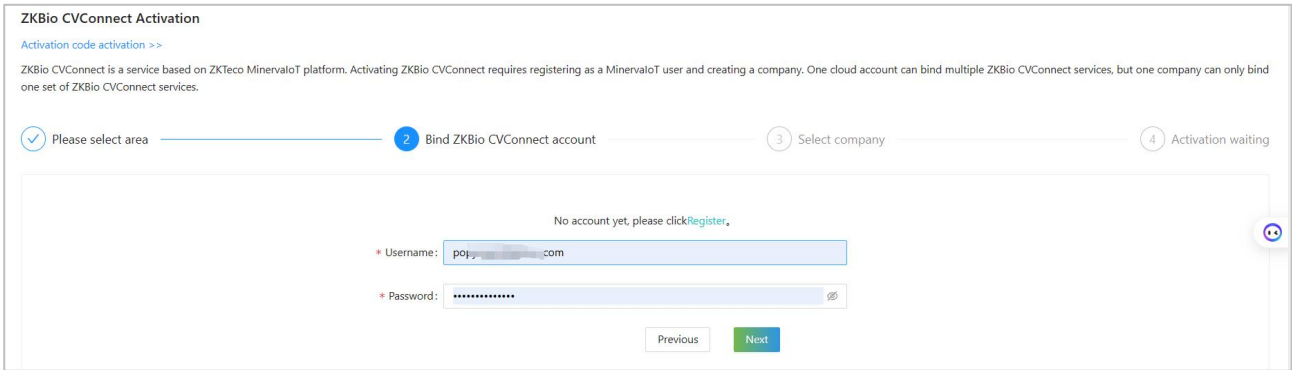 ZKBio CVConnect Activation
Activation code activation >>
ZKBio CVConnect is a service based on ZKTeco MinervaIoT platform. Activating ZKBio CVConnect requires registering as a MinervaIoT user and creating a company. One cloud account can bind multiple ZKBio CVConnect services, but one company can only bind
one set of ZKBio CVConnect services.
Please select area 2 Bind ZKBio CVConnect account 3 Select company 4 Activation waiting
No account yet, please clickRegister。
* Username: com
* Password: ••••••••••••••
Previous Next